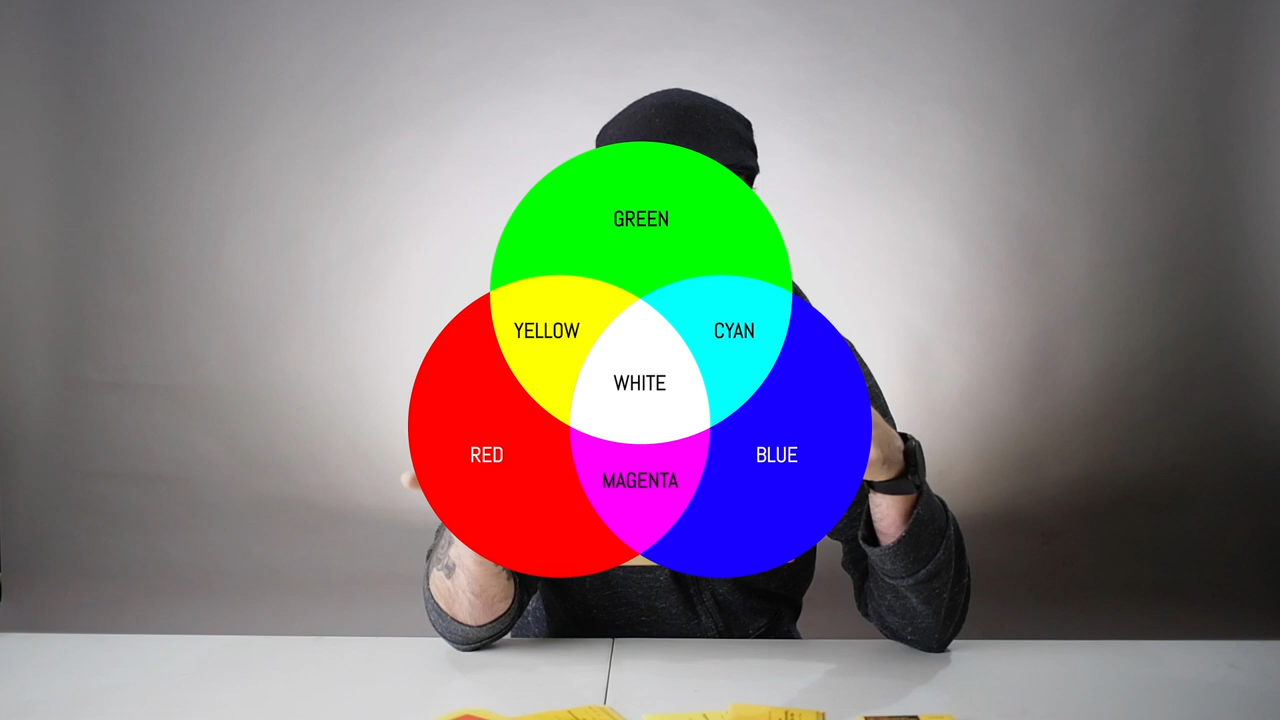 GREEN
YELLOW
CYAN
WHITE
RED
BLUE
MAGENTA